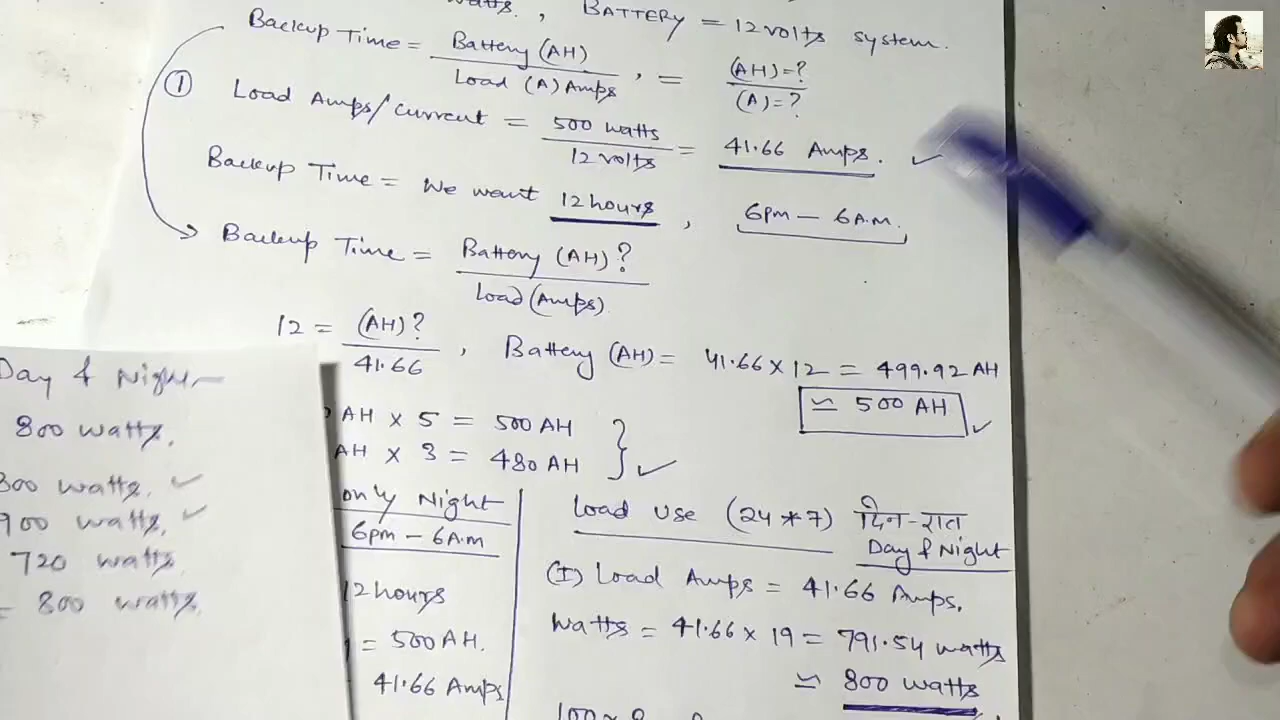 watts. , BATTERY = 12 volts system.
Backup Time = Battery (AH) / Load (A) Amps , = (AH)=? / (A)=?
① Load Amps/current = 500 watts / 12 volts = 41.66 Amps. ✓
Backup Time = We want 12 hours , 6pm — 6A.M.
Backup Time = Battery (AH)? / Load (Amps)
12 = (AH)? / 41.66 , Battery (AH) = 41.66 × 12 = 499.92 AH
≃ 500 AH ✓
AH × 5 = 500 AH
AH × 3 = 480 AH } ✓
only Night
6pm — 6A.M
12 hours
= 500 AH.
41.66 Amps
Load Use (24*7) दिन-रात
Day & Night
(I) Load Amps = 41.66 Amps.
Watts = 41.66 × 19 = 791.54 watts
≃ 800 watts
Day & Night
800 watts.
watts. ✓
900 watts. ✓
720 watts
= 800 watts.